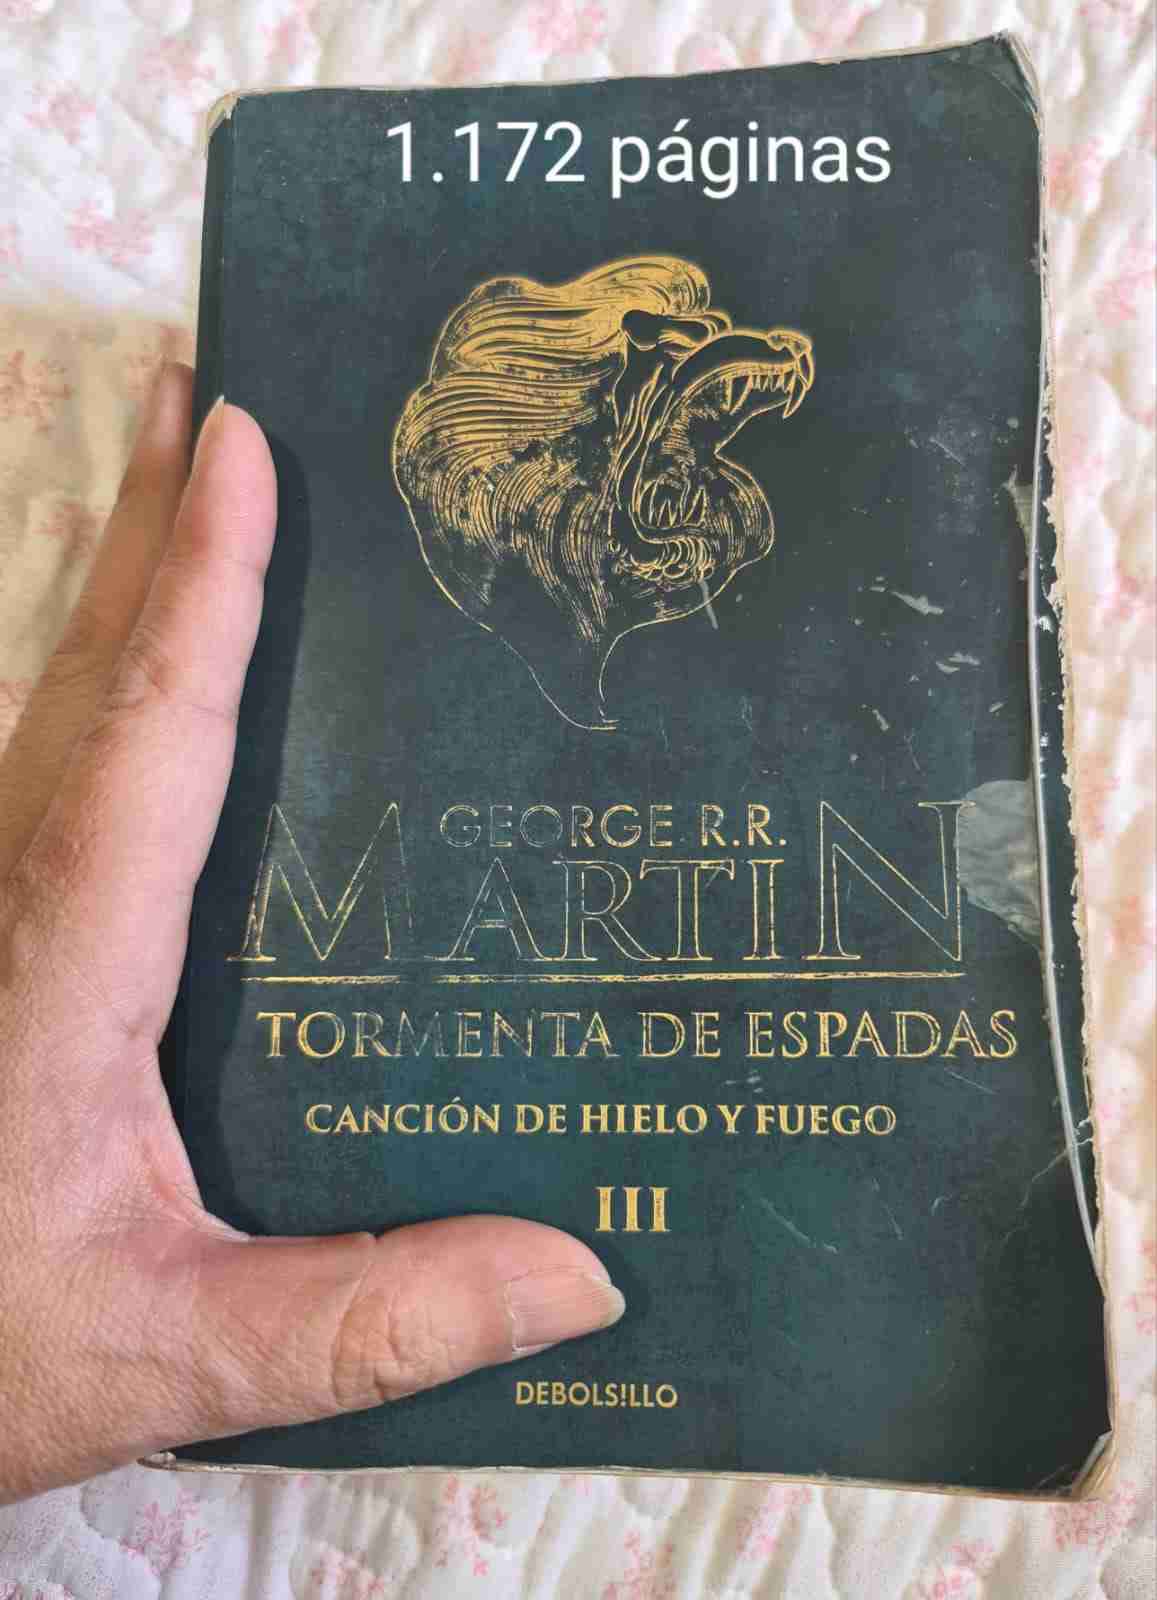 1.172 páginas
GEORGE R.R.
MARTIN
TORMENTA DE ESPADAS
CANCIÓN DE HIELO Y FUEGO
III
DEBOLS!LLO